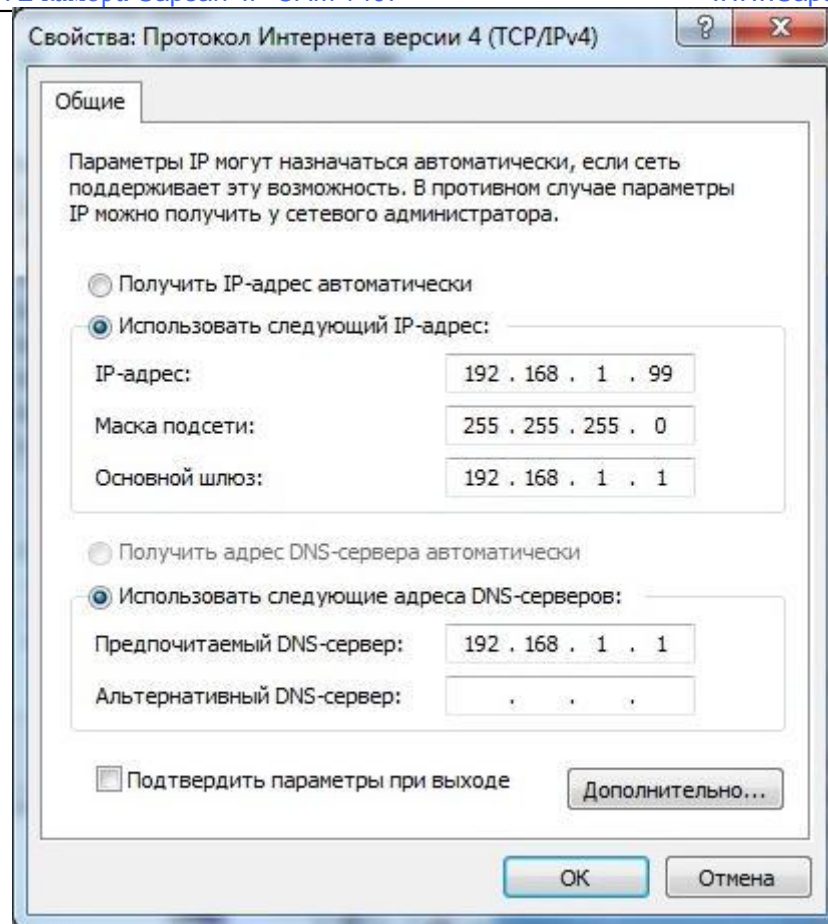 Свойства: Протокол Интернета версии 4 (TCP/IPv4)
Общие
Параметры IP могут назначаться автоматически, если сеть
поддерживает эту возможность. В противном случае параметры
IP можно получить у сетевого администратора.
Получить IP-адрес автоматически
Использовать следующий IP-адрес:
IP-адрес: 192 . 168 . 1 . 99
Маска подсети: 255 . 255 . 255 . 0
Основной шлюз: 192 . 168 . 1 . 1
Получить адрес DNS-сервера автоматически
Использовать следующие адреса DNS-серверов:
Предпочитаемый DNS-сервер: 192 . 168 . 1 . 1
Альтернативный DNS-сервер: . . .
Подтвердить параметры при выходе
Дополнительно...
ОК
Отмена